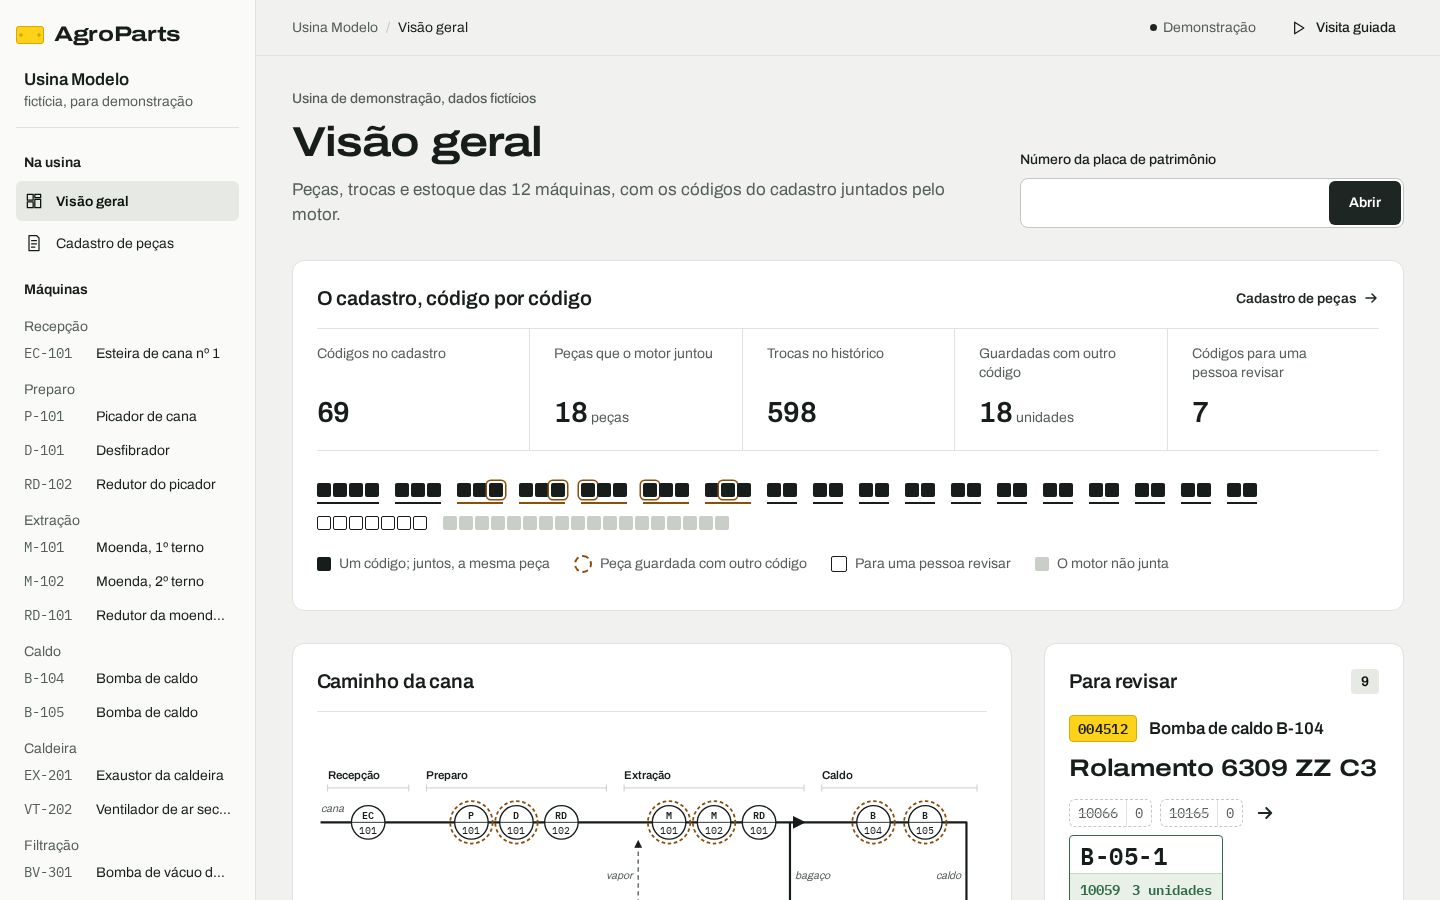 AgroParts
Usina Modelo
fictícia, para demonstração
Na usina
Visão geral
Cadastro de peças
Máquinas
Recepção
EC-101 Esteira de cana nº 1
Preparo
P-101 Picador de cana
D-101 Desfibrador
RD-102 Redutor do picador
Extração
M-101 Moenda, 1º terno
M-102 Moenda, 2º terno
RD-101 Redutor da moend...
Caldo
B-104 Bomba de caldo
B-105 Bomba de caldo
Caldeira
EX-201 Exaustor da caldeira
VT-202 Ventilador de ar sec...
Filtração
BV-301 Bomba de vácuo d...
Usina Modelo / Visão geral
Demonstração
Visita guiada
Usina de demonstração, dados fictícios
Visão geral
Peças, trocas e estoque das 12 máquinas, com os códigos do cadastro juntados pelo
motor.
Número da placa de patrimônio
Abrir
O cadastro, código por código
Cadastro de peças →
Códigos no cadastro
69
Peças que o motor juntou
18 peças
Trocas no histórico
598
Guardadas com outro
código
18 unidades
Códigos para uma
pessoa revisar
7
Um código; juntos, a mesma peça
Peça guardada com outro código
Para uma pessoa revisar
O motor não junta
Caminho da cana
Recepção
Preparo
Extração
Caldo
cana
EC
101
P
101
D
101
RD
102
M
101
M
102
RD
101
B
104
B
105
vapor
bagaço
caldo
Para revisar
9
004512 Bomba de caldo B-104
Rolamento 6309 ZZ C3
10066 0 10165 0 →
B-05-1
10059 3 unidades